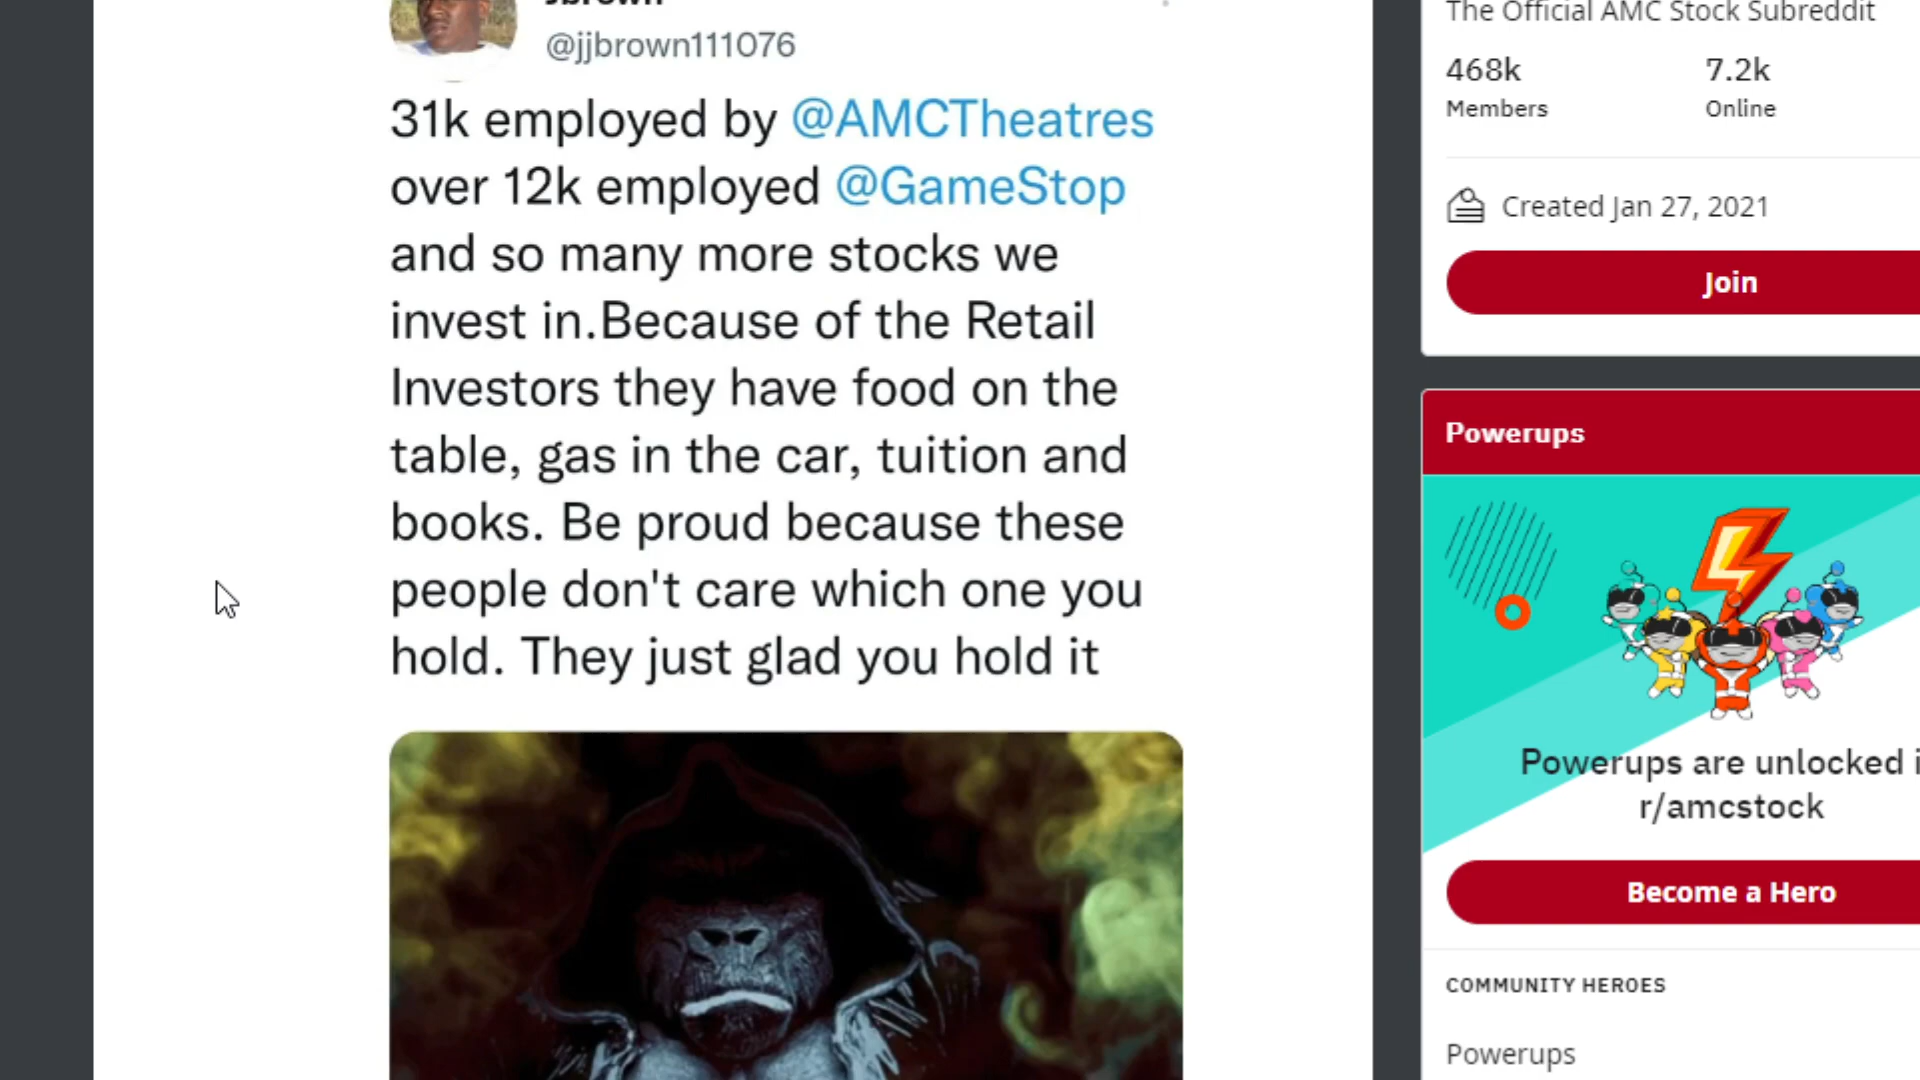 Jbrown
@jjbrown111076
31k employed by @AMCTheatres
over 12k employed @GameStop
and so many more stocks we
invest in.Because of the Retail
Investors they have food on the
table, gas in the car, tuition and
books. Be proud because these
people don't care which one you
hold. They just glad you hold it
The Official AMC Stock Subreddit
468k
7.2k
Members
Online
Created Jan 27, 2021
Join
Powerups
Powerups are unlocked i
r/amcstock
Become a Hero
COMMUNITY HEROES
Powerups